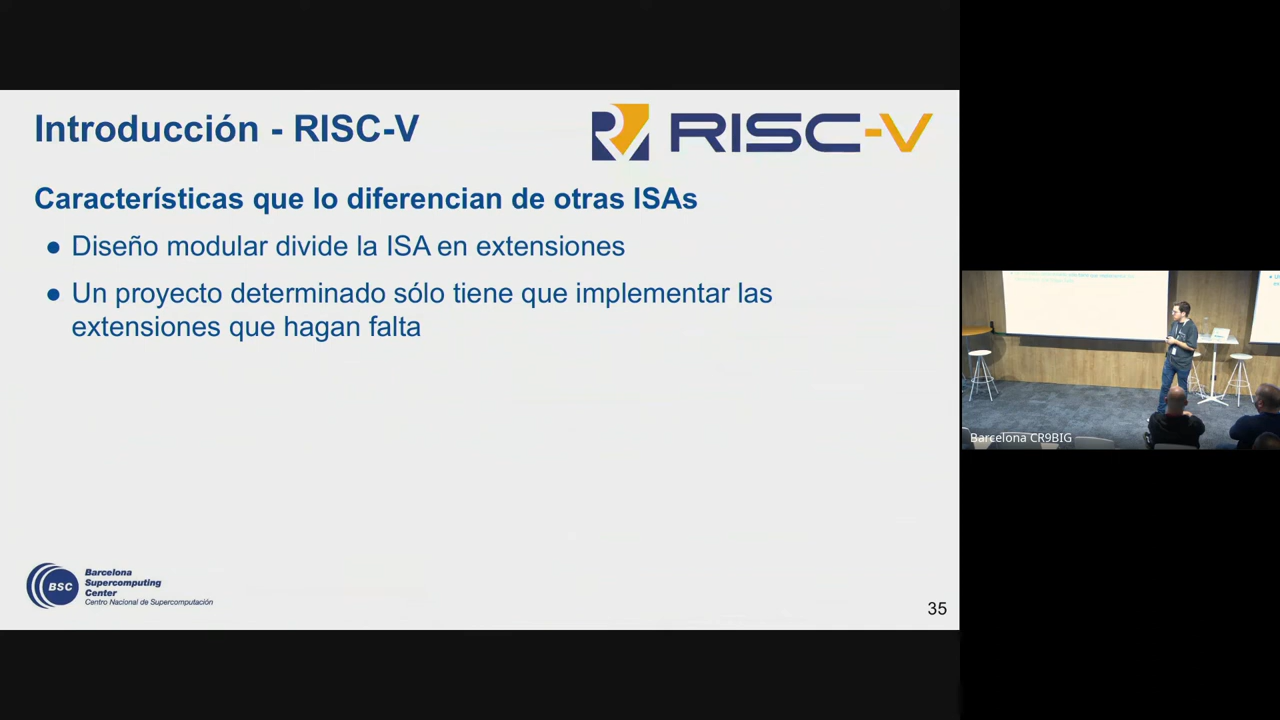 Introducción - RISC-V
RISC-V
Características que lo diferencian de otras ISAs
● Diseño modular divide la ISA en extensiones
● Un proyecto determinado sólo tiene que implementar las
extensiones que hagan falta
BSC
Barcelona
Supercomputing
Center
Centro Nacional de Supercomputación
35
Barcelona CR9BIG